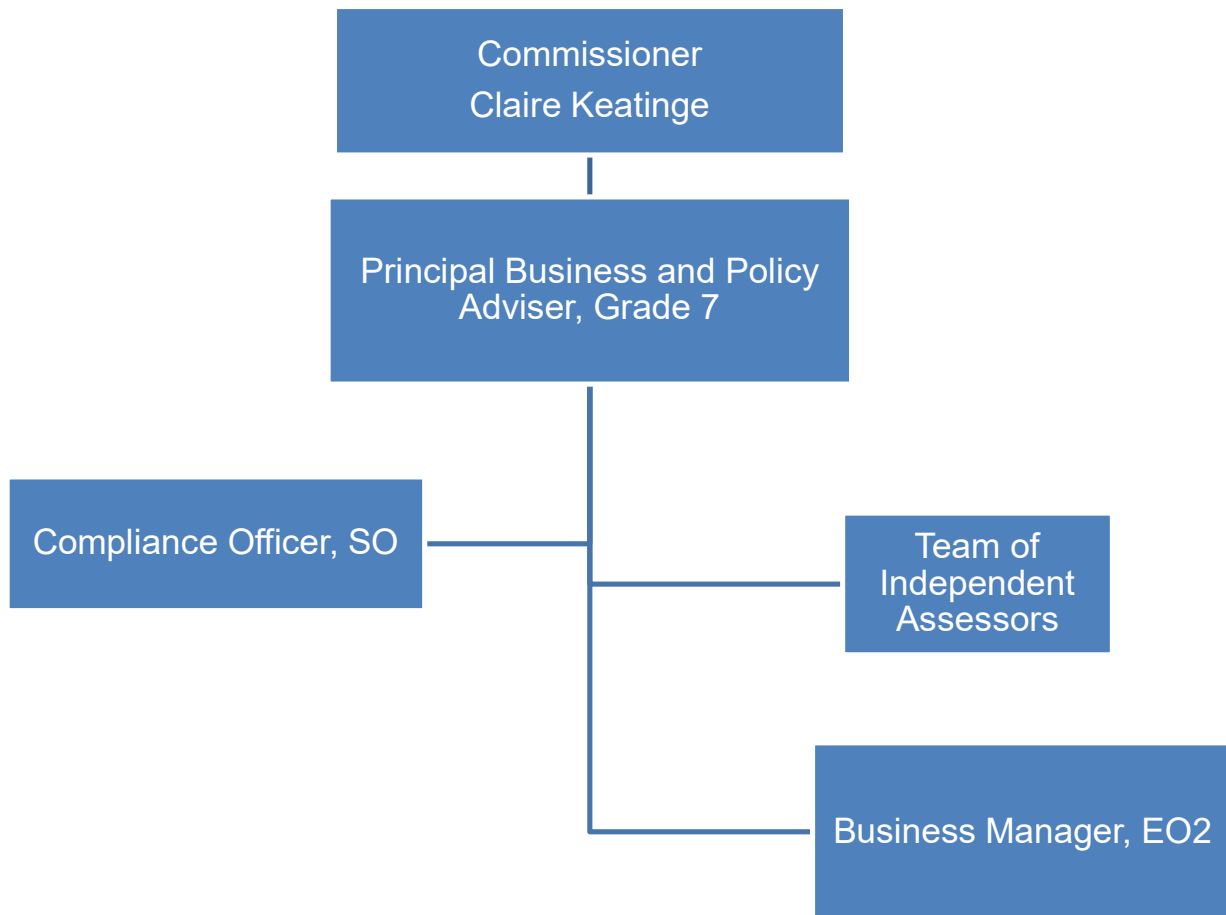 Commissioner
Claire Keatinge
Principal Business and Policy
Adviser, Grade 7
Compliance Officer, SO
Team of
Independent
Assessors
Business Manager, EO2